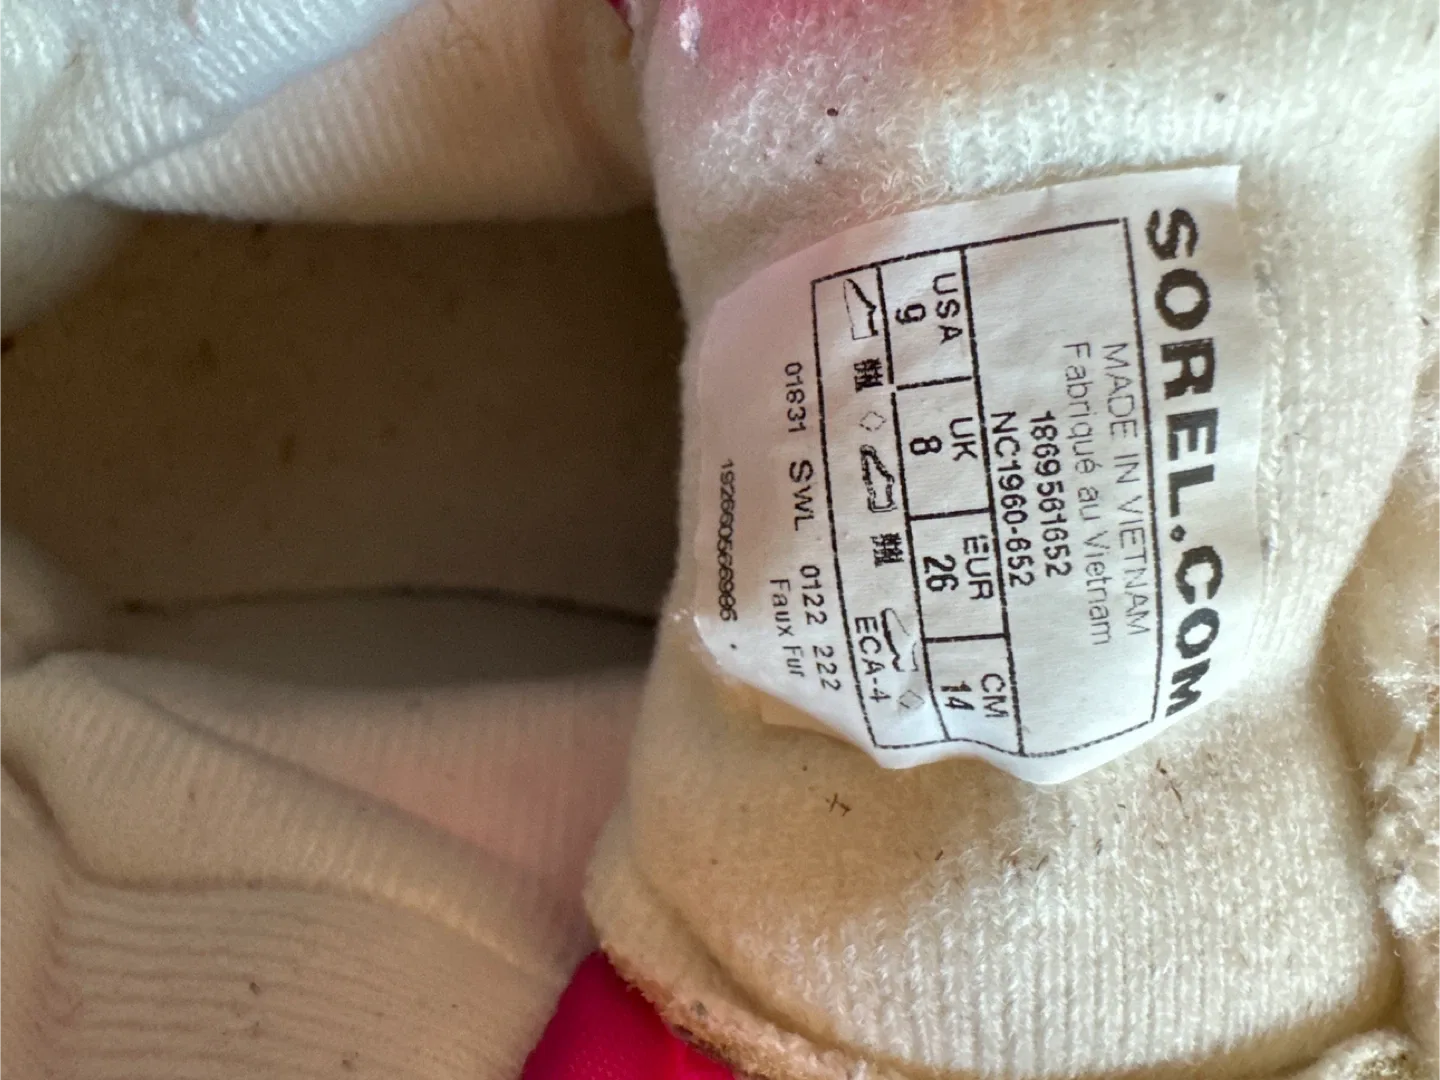 SOREL.COM
MADE IN VIETNAM
Fabriqué au Vietnam
1869561652
NC1960-652
USA UK EUR CM
9 8 26 14
ECA-4
01831 SWL 0122 222
Faux Fur